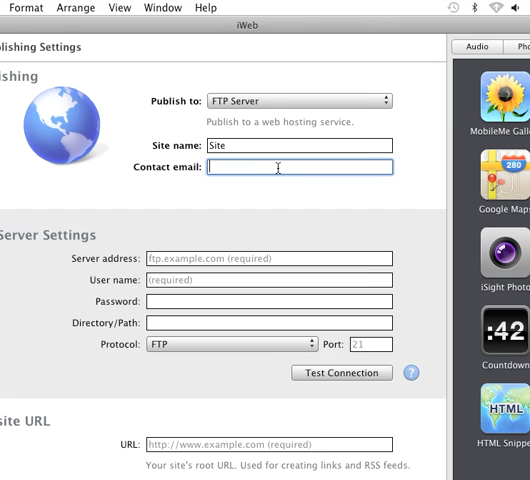 Format Arrange View Window Help
iWeb
blishing Settings
ishing
Publish to: FTP Server
Publish to a web hosting service.
Site name: Site
Contact email:
Server Settings
Server address: ftp.example.com (required)
User name: (required)
Password:
Directory/Path:
Protocol: FTP Port: 21
Test Connection ?
site URL
URL: http://www.example.com (required)
Your site's root URL. Used for creating links and RSS feeds.
Audio Pho
MobileMe Galle
280
Google Maps
iSight Photo
:42
Countdown
HTML
HTML Snippe